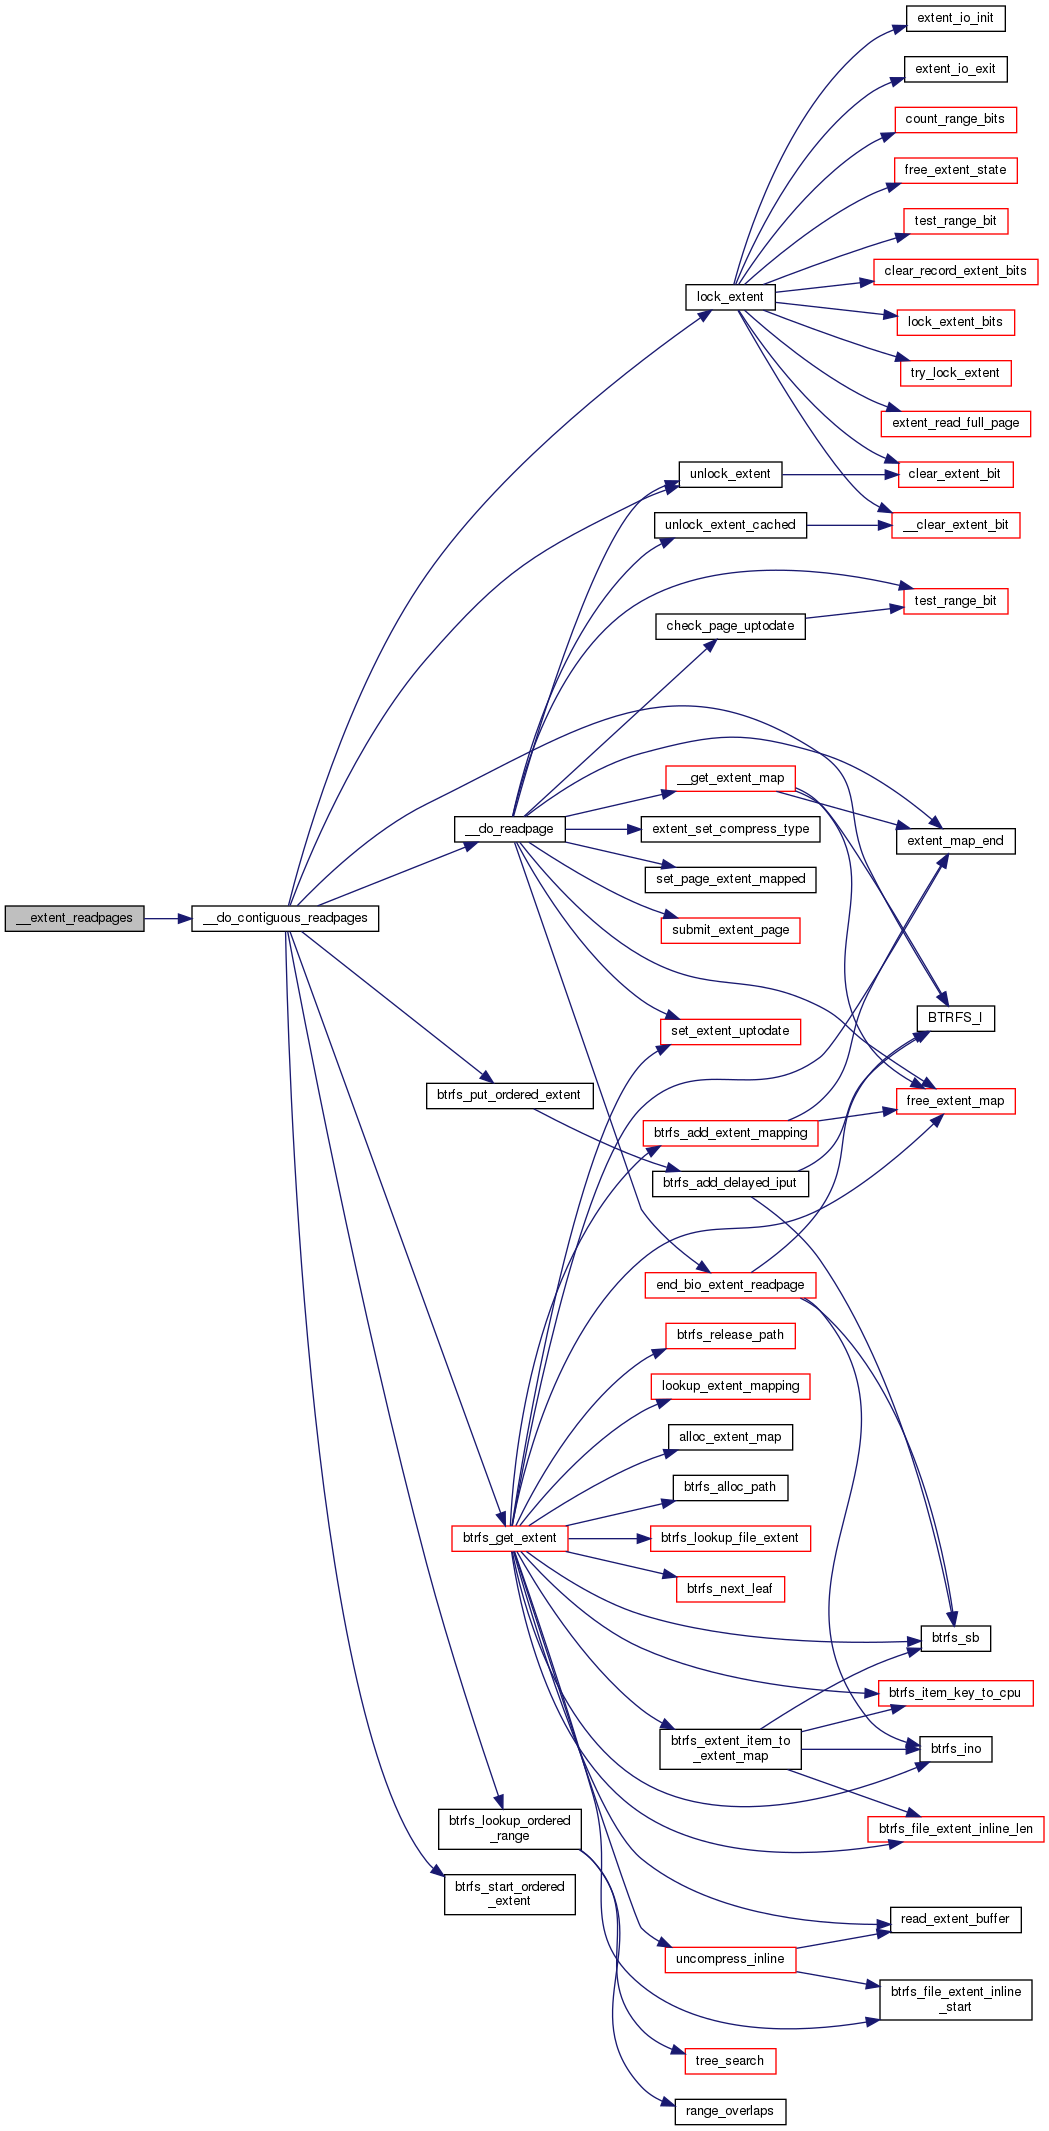 extent_io_init
extent_io_exit
count_range_bits
free_extent_state
test_range_bit
clear_record_extent_bits
lock_extent
lock_extent_bits
try_lock_extent
extent_read_full_page
unlock_extent
clear_extent_bit
unlock_extent_cached
__clear_extent_bit
test_range_bit
check_page_uptodate
__get_extent_map
__do_readpage
extent_set_compress_type
extent_map_end
set_page_extent_mapped
__extent_readpages
__do_contiguous_readpages
submit_extent_page
BTRFS_I
set_extent_uptodate
btrfs_put_ordered_extent
free_extent_map
btrfs_add_extent_mapping
btrfs_add_delayed_iput
end_bio_extent_readpage
btrfs_release_path
lookup_extent_mapping
alloc_extent_map
btrfs_alloc_path
btrfs_get_extent
btrfs_lookup_file_extent
btrfs_next_leaf
btrfs_sb
btrfs_item_key_to_cpu
btrfs_extent_item_to
_extent_map
btrfs_ino
btrfs_lookup_ordered
_range
btrfs_file_extent_inline_len
btrfs_start_ordered
_extent
read_extent_buffer
uncompress_inline
btrfs_file_extent_inline
_start
tree_search
range_overlaps